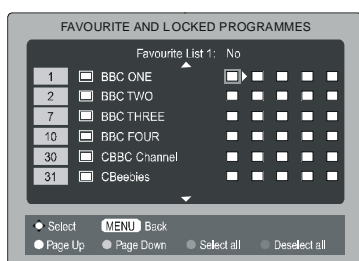 FAVOURITE AND LOCKED PROGRAMMES
Favourite List 1: No
1 BBC ONE
2 BBC TWO
7 BBC THREE
10 BBC FOUR
30 CBBC Channel
31 CBeebies
Select MENU Back
Page Up Page Down Select all Deselect all